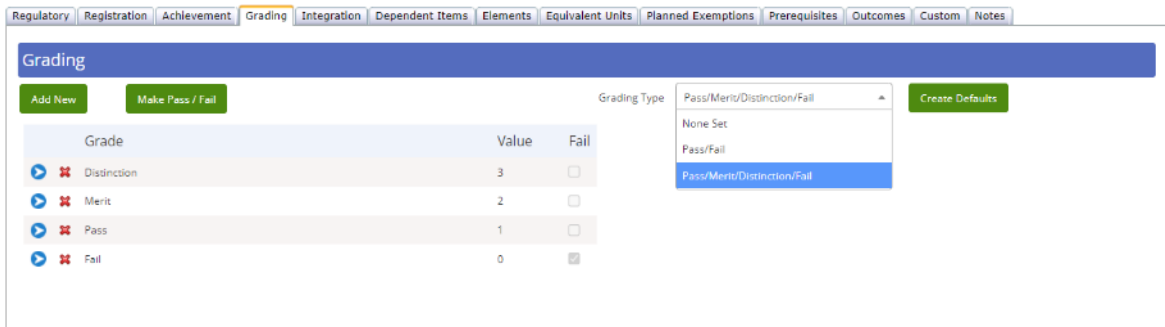 Regulatory Registration Achievement Grading Integration Dependent Items Elements Equivalent Units Planned Exemptions Prerequisites Outcomes Custom Notes
Grading
Add New Make Pass / Fail Grading Type Pass/Merit/Distinction/Fail Create Defaults
None Set
Grade Value Fail
Pass/Fail
Distinction 3 Pass/Merit/Distinction/Fail
Merit 2
Pass 1
Fail 0